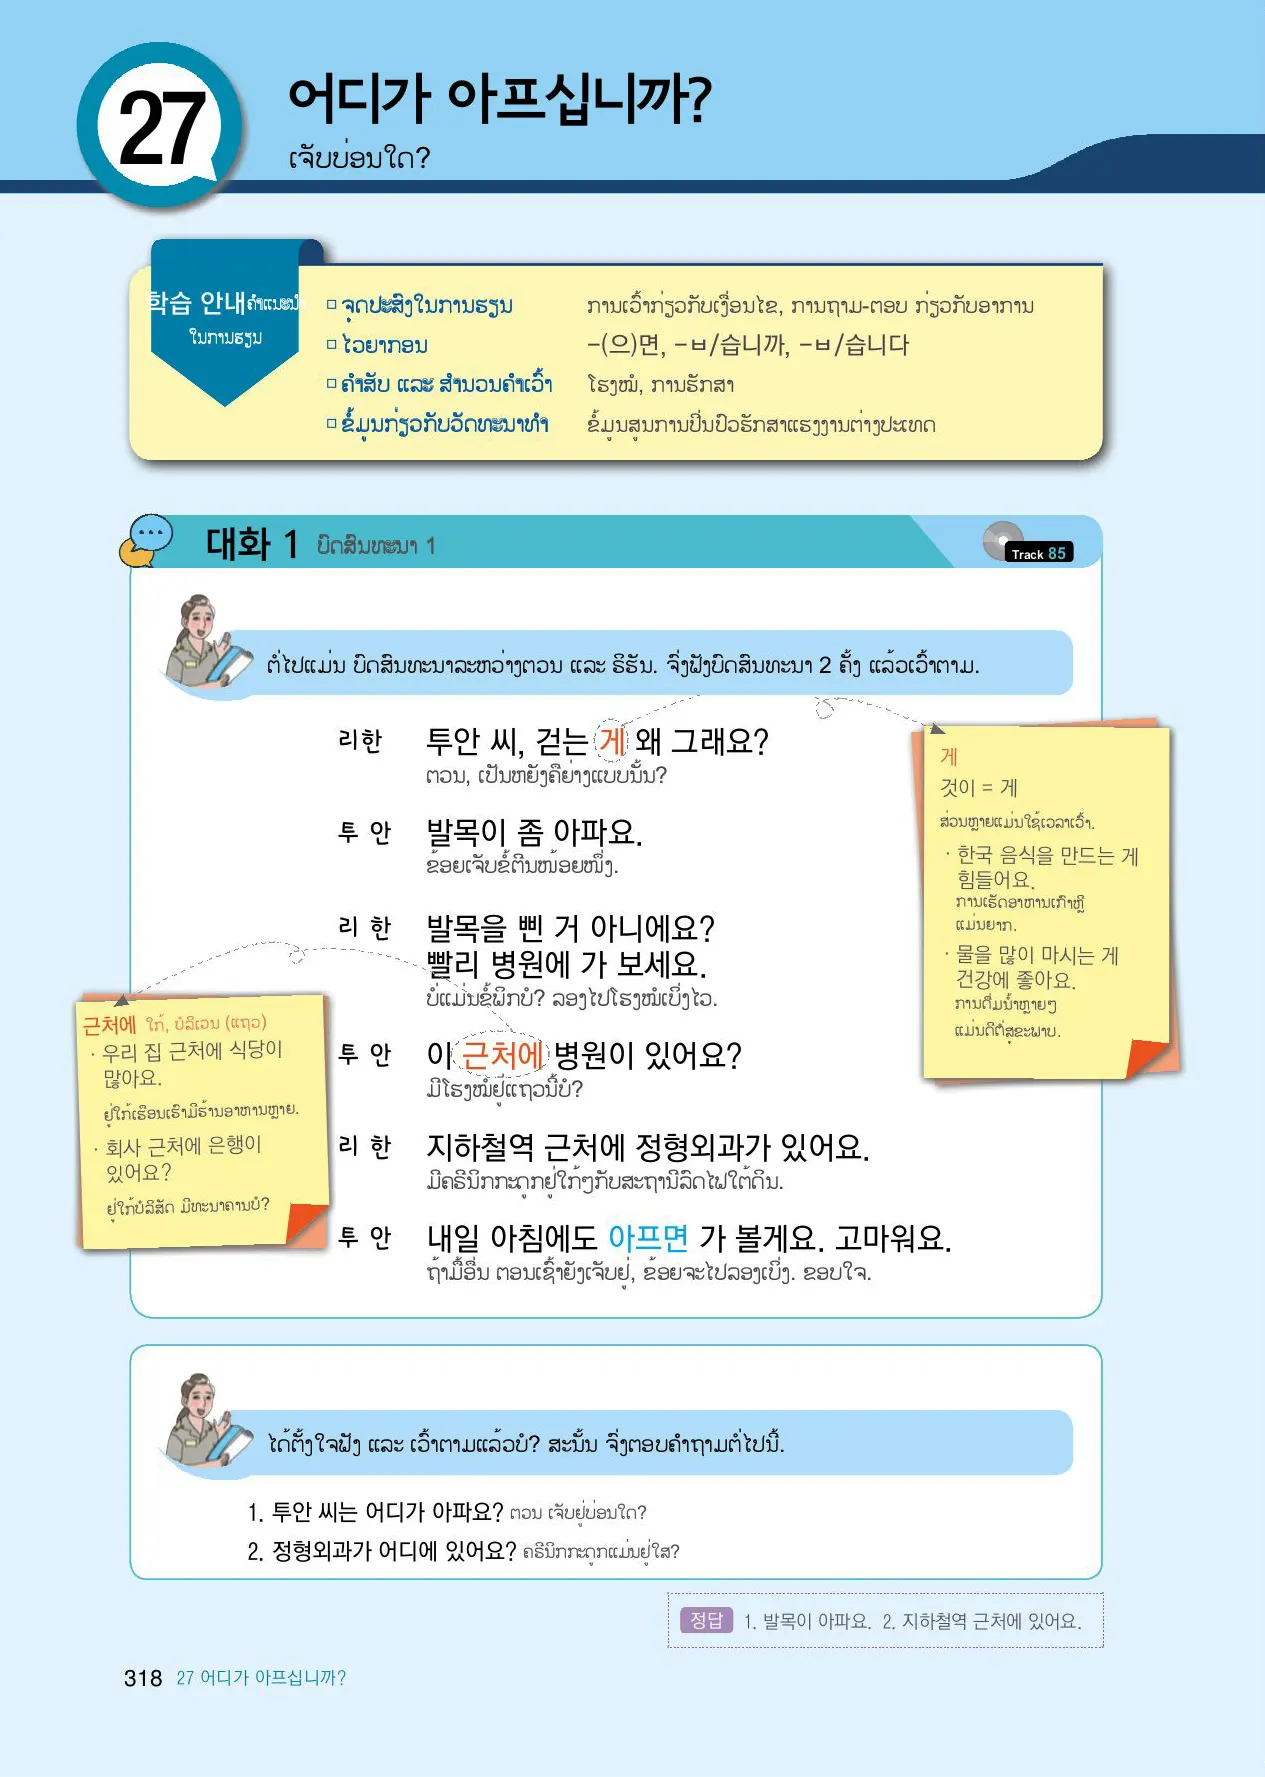 27
어디가 아프십니까?
ເຈັບບ່ອນໃດ?
학습 안내ຄຳແນະນຳ
ໃນການຮຽນ
ຈຸດປະສົງໃນການຮຽນ ການເວົ້າກ່ຽວກັບເງື່ອນໄຂ, ການຖາມ-ຕອບ ກ່ຽວກັບອາການ
ໄວຍາກອນ -(으)면, -ㅂ/습니까, -ㅂ/습니다
ຄຳສັບ ແລະ ສຳນວນຄຳເວົ້າ ໂຮງໝໍ, ການຮັກສາ
ຂໍ້ມູນກ່ຽວກັບວັດທະນາທຳ ຂໍ້ມູນສູນການປິ່ນປົວຮັກສາແຮງງານຕ່າງປະເທດ
대화 1 ບົດສົນທະນາ 1
Track 85
ຕໍ່ໄປແມ່ນ ບົດສົນທະນາລະຫວ່າງຕວນ ແລະ ຣິຮັນ. ຈົ່ງຟັງບົດສົນທະນາ 2 ຄັ້ງ ແລ້ວເວົ້າຕາມ.
리한 투안 씨, 걷는 게 왜 그래요?
ຕວນ, ເປັນຫຍັງຄືຍ່າງແບບນັ້ນ?
투 안 발목이 좀 아파요.
ຂ້ອຍເຈັບຂໍ້ຕີນໜ້ອຍໜຶ່ງ.
리 한 발목을 삔 거 아니에요?
빨리 병원에 가 보세요.
ບໍ່ແມ່ນຂໍ້ພິກບໍ? ລອງໄປໂຮງໝໍເບິ່ງໄວ.
투 안 이 근처에 병원이 있어요?
ມີໂຮງໝໍຢູ່ແຖວນີ້ບໍ?
리 한 지하철역 근처에 정형외과가 있어요.
ມີຄຣີນິກກະດູກຢູ່ໃກ້ໆກັບສະຖານີລົດໄຟໃຕ້ດິນ.
투 안 내일 아침에도 아프면 가 볼게요. 고마워요.
ຖ້າມື້ອື່ນ ຕອນເຊົ້າຍັງເຈັບຢູ່, ຂ້ອຍຈະໄປລອງເບິ່ງ. ຂອບໃຈ.
게
것이 = 게
ສ່ວນຫຼາຍແມ່ນໃຊ້ເວລາເວົ້າ.
· 한국 음식을 만드는 게
힘들어요.
ການເຮັດອາຫານເກົາຫຼີ
ແມ່ນຍາກ.
· 물을 많이 마시는 게
건강에 좋아요.
ການດື່ມນ້ຳຫຼາຍໆ
ແມ່ນດີຕໍ່ສຸຂະພາບ.
근처에 ໃກ້, ບໍລິເວນ (ແຖວ)
· 우리 집 근처에 식당이
많아요.
ຢູ່ໃກ້ເຮືອນເຮົາມີຮ້ານອາຫານຫຼາຍ.
· 회사 근처에 은행이
있어요?
ຢູ່ໃກ້ບໍລິສັດ ມີທະນາຄານບໍ?
ໄດ້ຕັ້ງໃຈຟັງ ແລະ ເວົ້າຕາມແລ້ວບໍ? ສະນັ້ນ ຈົ່ງຕອບຄຳຖາມຕໍ່ໄປນີ້.
1. 투안 씨는 어디가 아파요? ຕວນ ເຈັບຢູ່ບ່ອນໃດ?
2. 정형외과가 어디에 있어요? ຄຣີນິກກະດູກແມ່ນຢູ່ໃສ?
정답 1. 발목이 아파요. 2. 지하철역 근처에 있어요.
318 27 어디가 아프십니까?